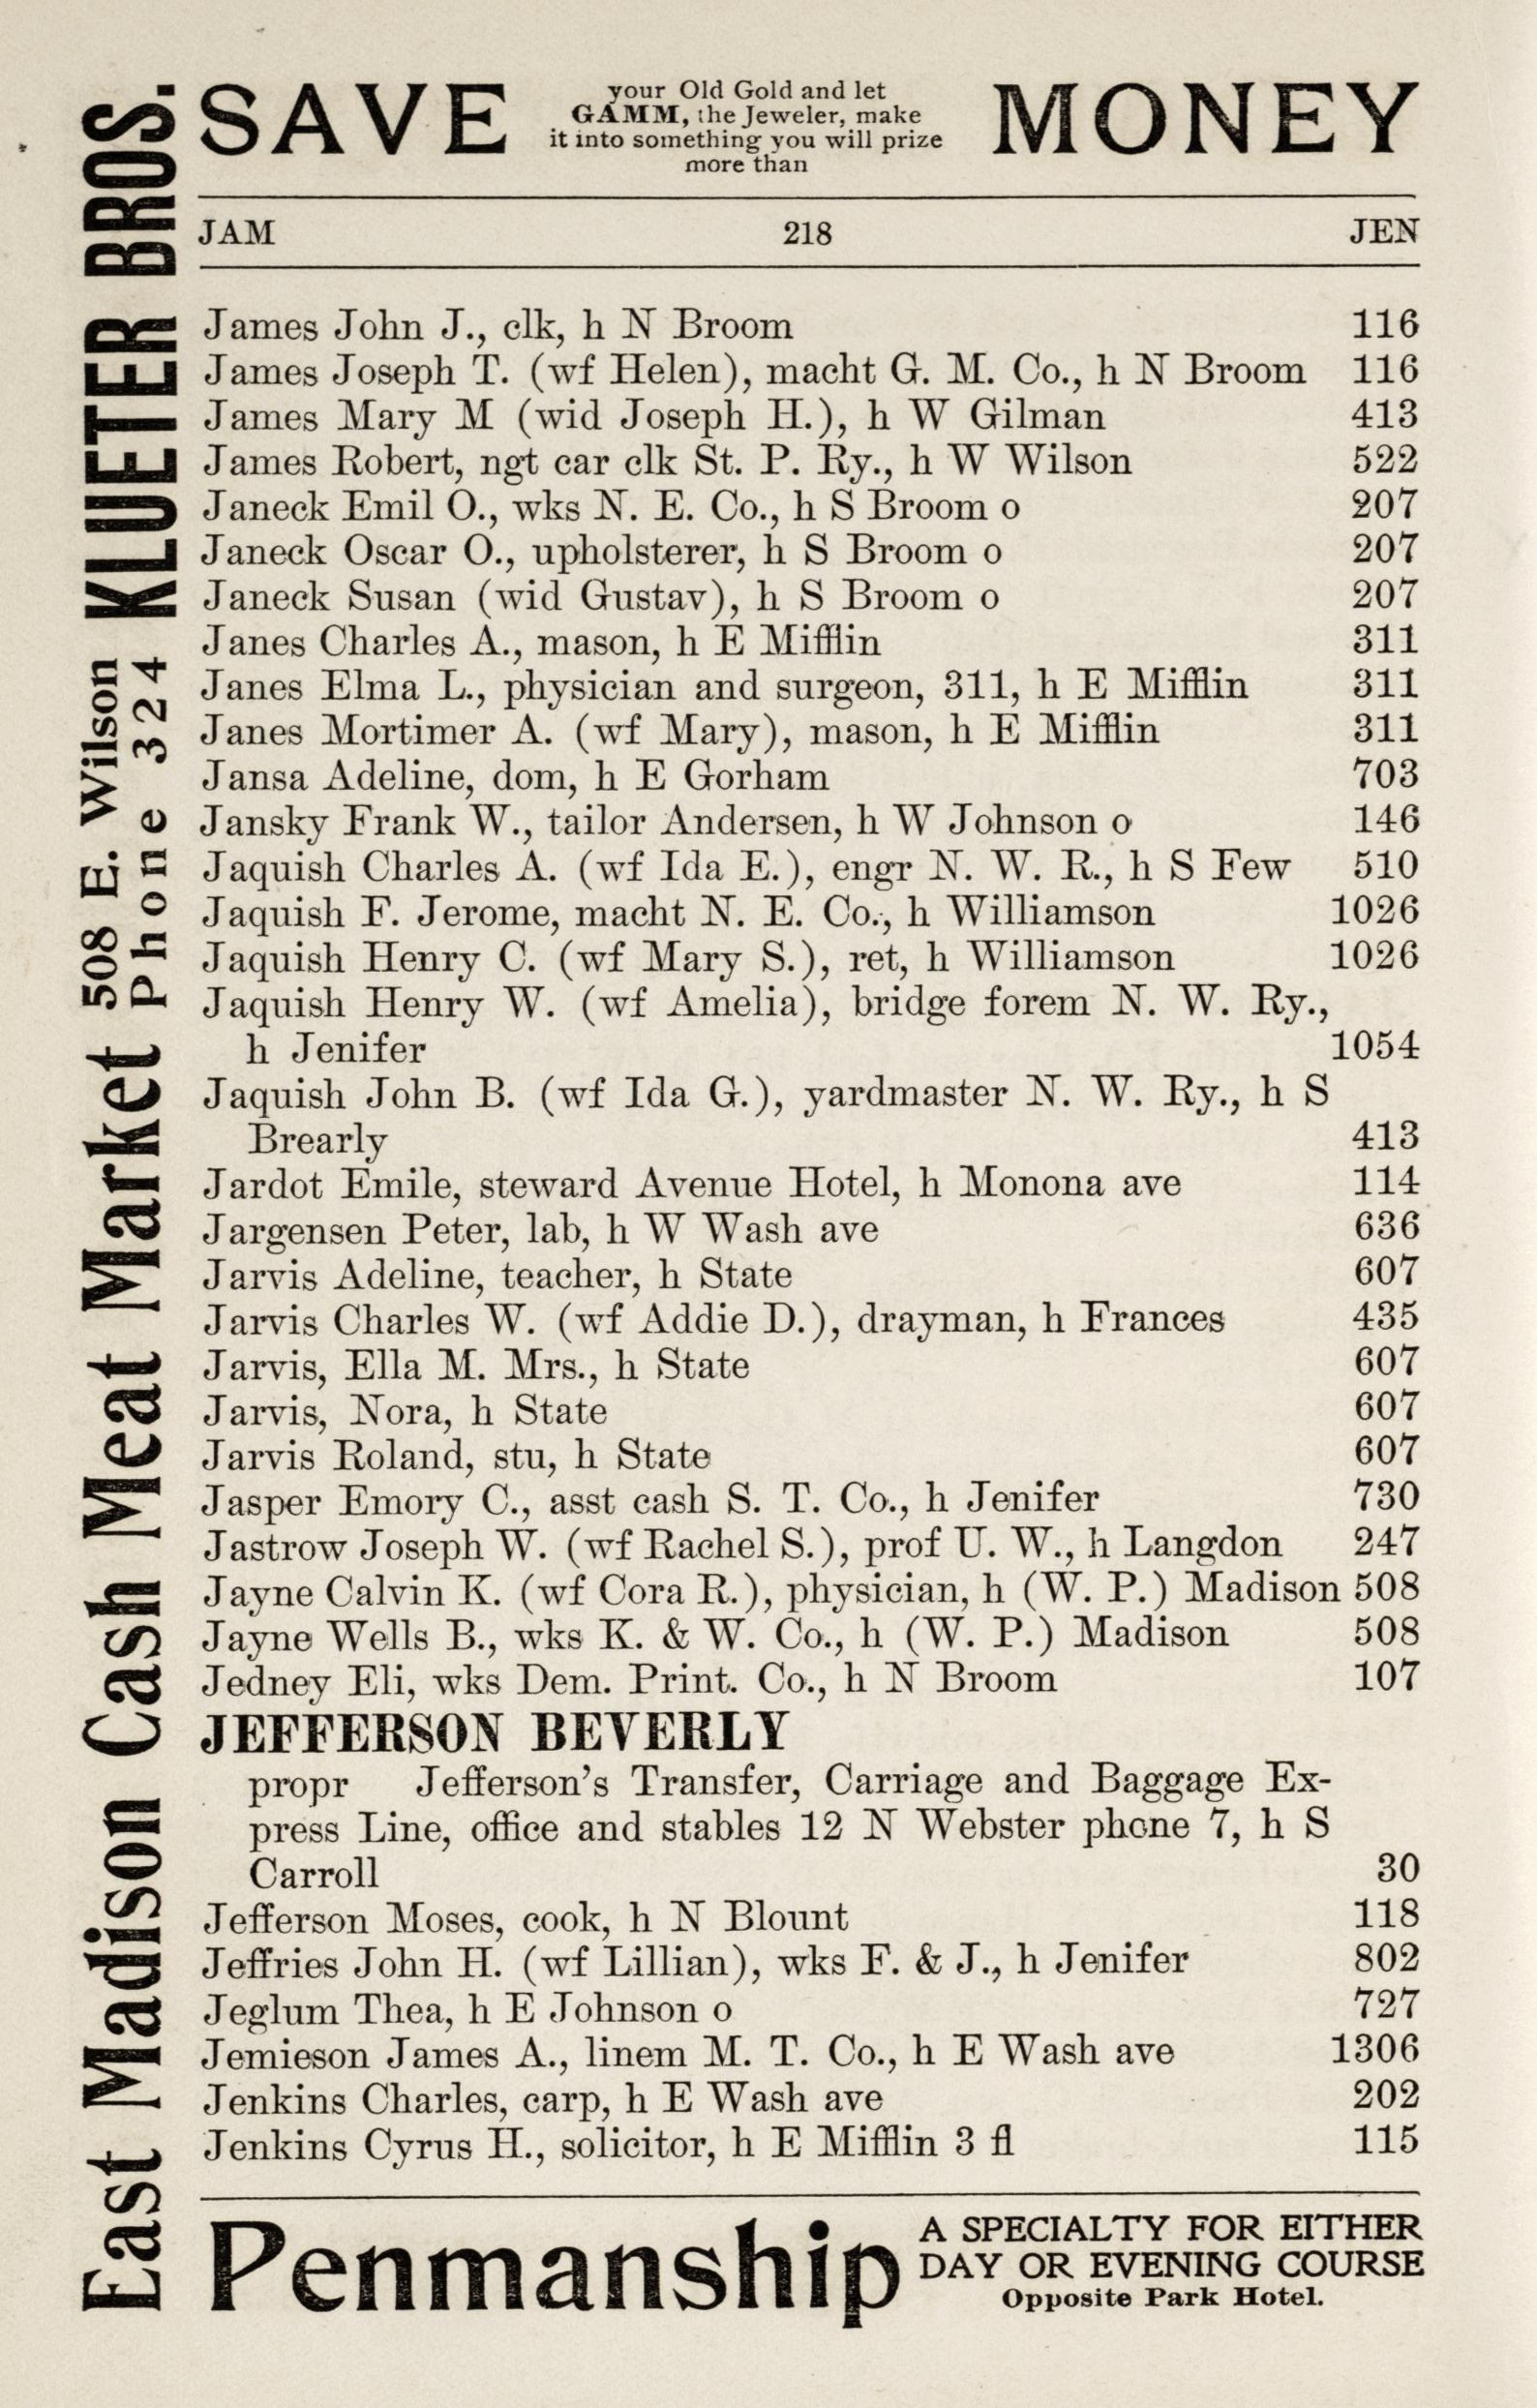 SAVE your Old Gold and let MONEY
GAMM, the Jeweler, make
it into something you will prize
more than
JAM 218 JEN
James John J., clk, h N Broom 116
James Joseph T. (wf Helen), macht G. M. Co., h N Broom 116
James Mary M (wid Joseph H.), h W Gilman 413
James Robert, ngt car clk St. P. Ry., h W Wilson 522
Janeck Emil O., wks N. E. Co., h S Broom o 207
Janeck Oscar O., upholsterer, h S Broom o 207
Janeck Susan (wid Gustav), h S Broom o 207
Janes Charles A., mason, h E Mifflin 311
Janes Elma L., physician and surgeon, 311, h E Mifflin 311
Janes Mortimer A. (wf Mary), mason, h E Mifflin 311
Jansa Adeline, dom, h E Gorham 703
Jansky Frank W., tailor Andersen, h W Johnson o 146
Jaquish Charles A. (wf Ida E.), engr N. W. R., h S Few 510
Jaquish F. Jerome, macht N. E. Co., h Williamson 1026
Jaquish Henry C. (wf Mary S.), ret, h Williamson 1026
Jaquish Henry W. (wf Amelia), bridge forem N. W. Ry.,
h Jenifer 1054
Jaquish John B. (wf Ida G.), yardmaster N. W. Ry., h S
Brearly 413
Jardot Emile, steward Avenue Hotel, h Monona ave 114
Jargensen Peter, lab, h W Wash ave 636
Jarvis Adeline, teacher, h State 607
Jarvis Charles W. (wf Addie D.), drayman, h Frances 435
Jarvis, Ella M. Mrs., h State 607
Jarvis, Nora, h State 607
Jarvis Roland, stu, h State 607
Jasper Emory C., asst cash S. T. Co., h Jenifer 730
Jastrow Joseph W. (wf Rachel S.), prof U. W., h Langdon 247
Jayne Calvin K. (wf Cora R.), physician, h (W. P.) Madison 508
Jayne Wells B., wks K. & W. Co., h (W. P.) Madison 508
Jedney Eli, wks Dem. Print. Co., h N Broom 107
JEFFERSON BEVERLY
propr Jefferson's Transfer, Carriage and Baggage Ex-
press Line, office and stables 12 N Webster phone 7, h S
Carroll 30
Jefferson Moses, cook, h N Blount 118
Jeffries John H. (wf Lillian), wks F. & J., h Jenifer 802
Jeglum Thea, h E Johnson o 727
Jemieson James A., linem M. T. Co., h E Wash ave 1306
Jenkins Charles, carp, h E Wash ave 202
Jenkins Cyrus H., solicitor, h E Mifflin 3 fl 115
Penmanship A SPECIALTY FOR EITHER
DAY OR EVENING COURSE
Opposite Park Hotel.
East Madison Cash Meat Market 508 E. Wilson KLUETER BROS.
Phone 324